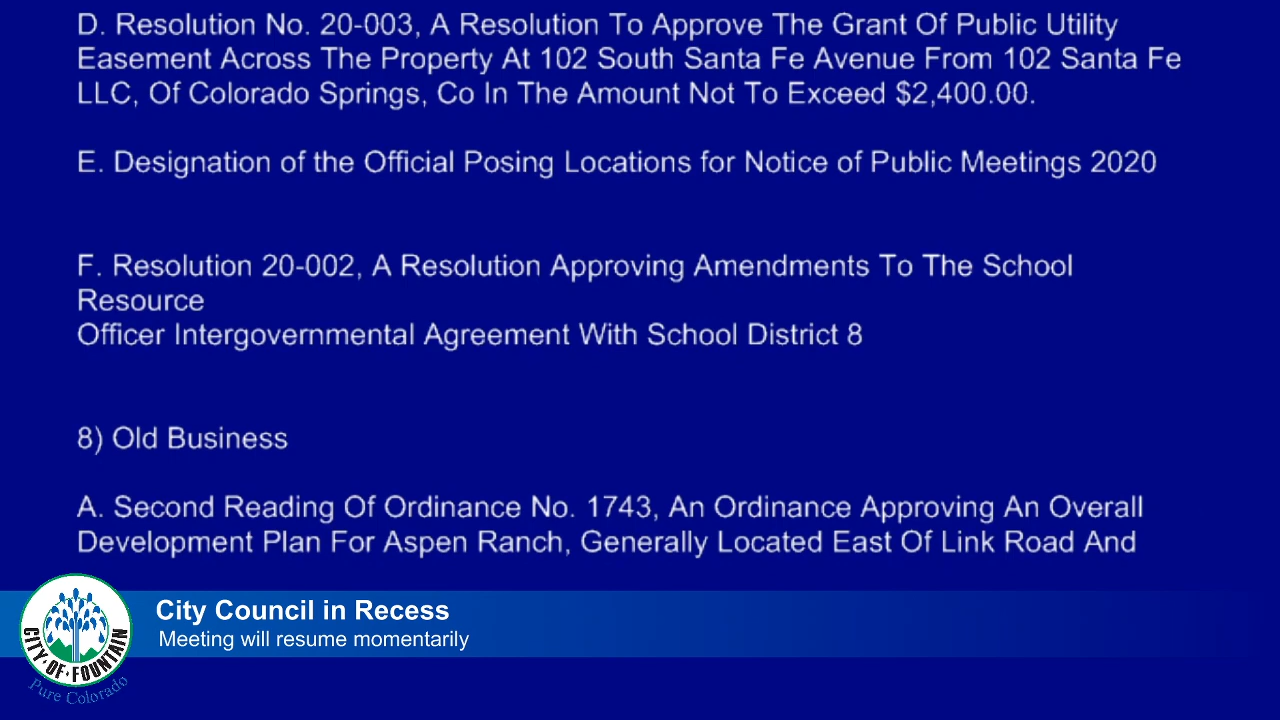 D. Resolution No. 20-003, A Resolution To Approve The Grant Of Public Utility
Easement Across The Property At 102 South Santa Fe Avenue From 102 Santa Fe
LLC, Of Colorado Springs, Co In The Amount Not To Exceed $2,400.00.
E. Designation of the Official Posing Locations for Notice of Public Meetings 2020
F. Resolution 20-002, A Resolution Approving Amendments To The School
Resource
Officer Intergovernmental Agreement With School District 8
8) Old Business
A. Second Reading Of Ordinance No. 1743, An Ordinance Approving An Overall
Development Plan For Aspen Ranch, Generally Located East Of Link Road And
City Council in Recess
Meeting will resume momentarily
CITY·OF·FOUNTAIN
Pure Colorado